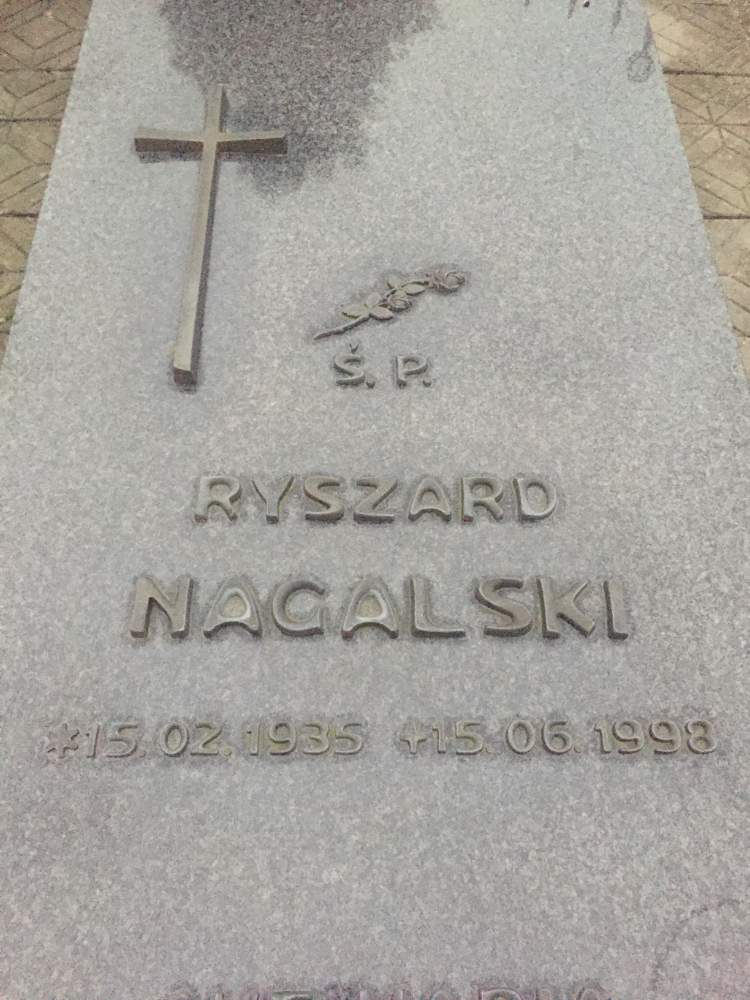 Ś. P.
RYSZARD
NAGALSKI
*15.02.1935 +15.06.1998